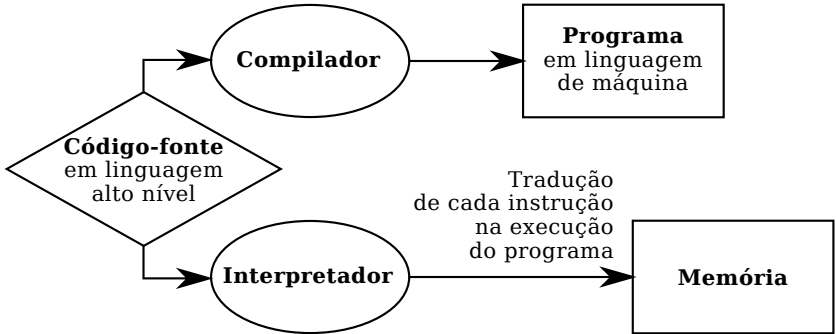 Compilador
Programa
em linguagem
de máquina
Código-fonte
em linguagem
alto nível
Tradução
de cada instrução
na execução
do programa
Interpretador
Memória